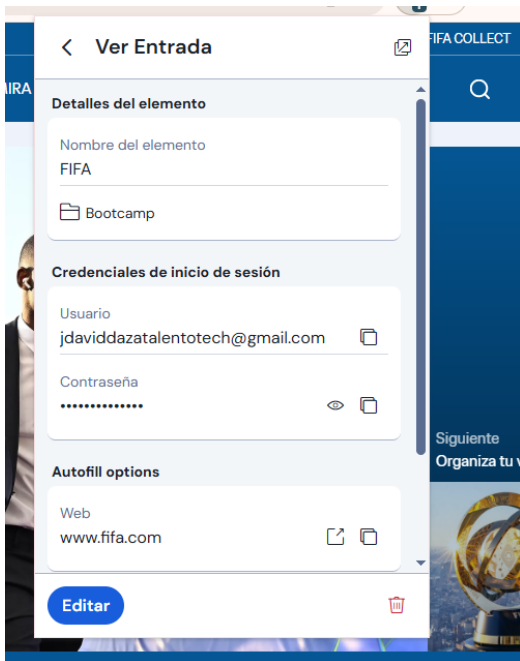 Ver Entrada
FIFA COLLECT
MIRA
Detalles del elemento
Nombre del elemento
FIFA
Bootcamp
Credenciales de inicio de sesión
Usuario
jdaviddazatalentotech@gmail.com
Contraseña
••••••••••••••
Siguiente
Organiza tu v
Autofill options
Web
www.fifa.com
Editar